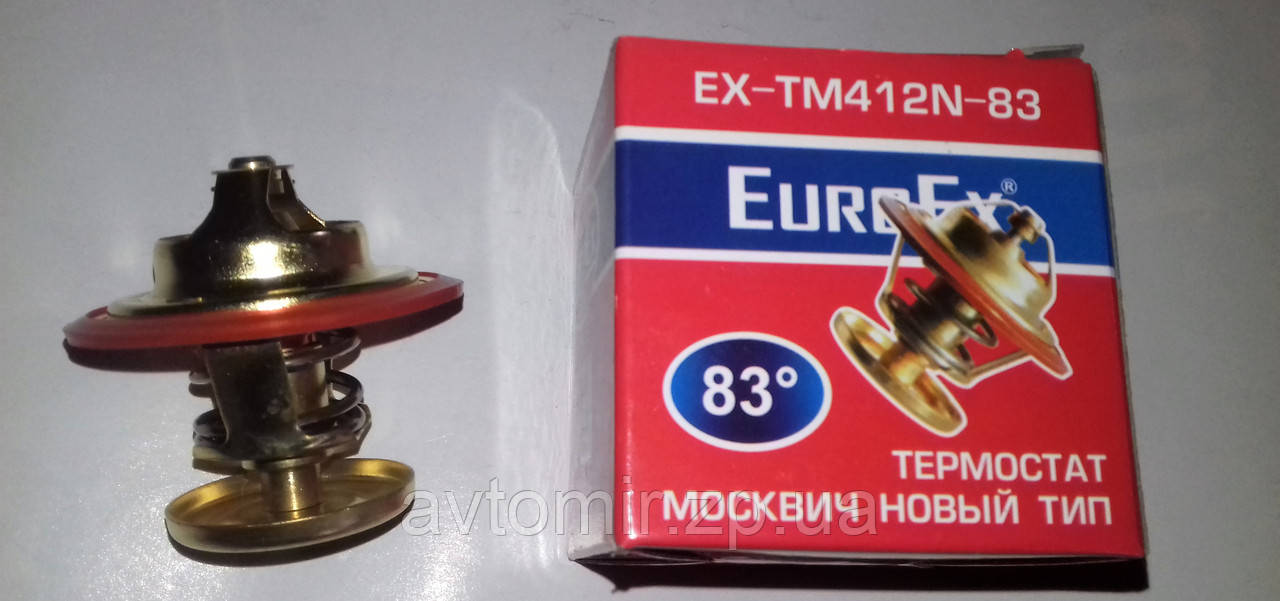 EX-TM412N-83
EUROEX®
83°
ТЕРМОСТАТ
МОСКВИЧ НОВЫЙ ТИП
avtomir.zp.ua